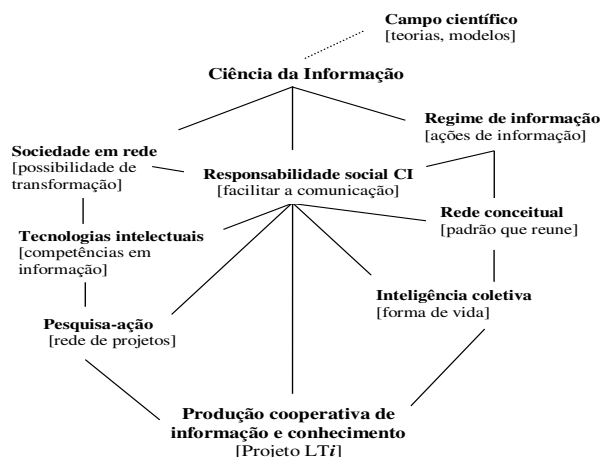 Campo científico
[teorias, modelos]
Ciência da Informação
Regime de informação
[ações de informação]
Sociedade em rede
[possibilidade de
transformação]
Responsabilidade social CI
[facilitar a comunicação]
Rede conceitual
[padrão que reune]
Tecnologias intelectuais
[competências em
informação]
Inteligência coletiva
[forma de vida]
Pesquisa-ação
[rede de projetos]
Produção cooperativa de
informação e conhecimento
[Projeto LTi]